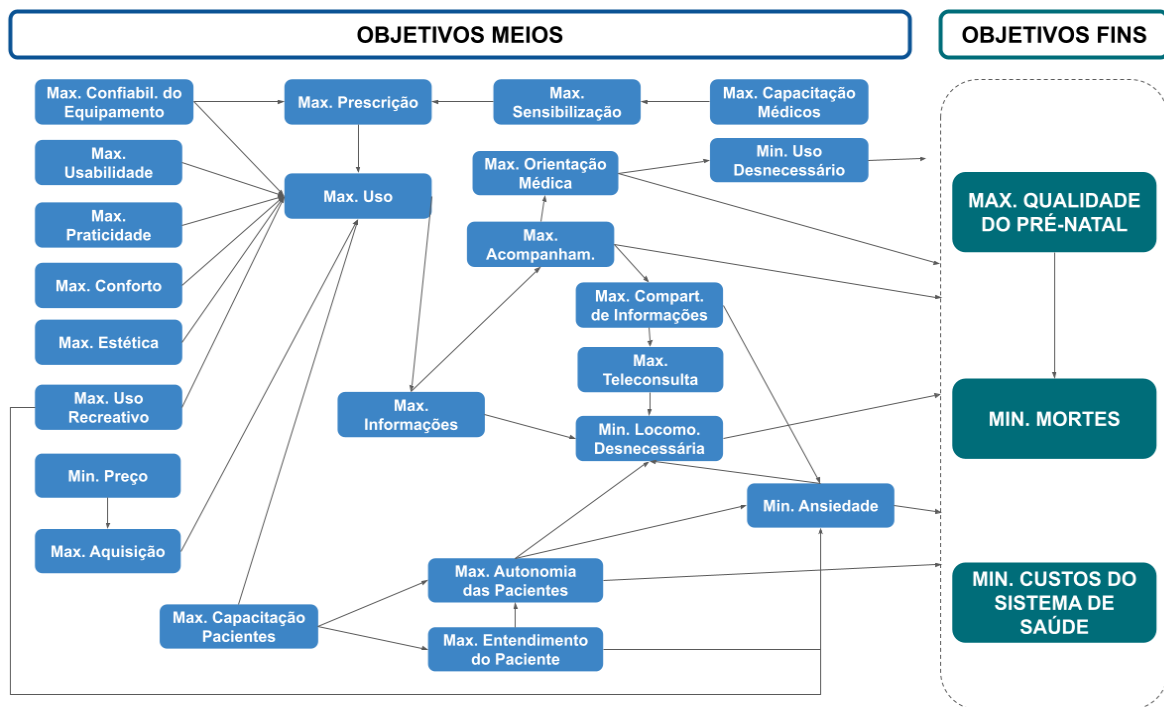 OBJETIVOS MEIOS
OBJETIVOS FINS
Max. Confiabil. do
Equipamento
Max. Prescrição
Max.
Sensibilização
Max. Capacitação
Médicos
Max.
Usabilidade
Max. Uso
Max. Orientação
Médica
Min. Uso
Desnecessário
MAX. QUALIDADE
DO PRÉ-NATAL
Max.
Praticidade
Max.
Acompanham.
Max. Conforto
Max. Compart.
de Informações
Max. Estética
Max.
Teleconsulta
Max. Uso
Recreativo
Max.
Informações
Min. Locomo.
Desnecessária
MIN. MORTES
Min. Preço
Min. Ansiedade
Max. Aquisição
Max. Autonomia
das Pacientes
MIN. CUSTOS DO
SISTEMA DE
SAÚDE
Max. Capacitação
Pacientes
Max. Entendimento
do Paciente